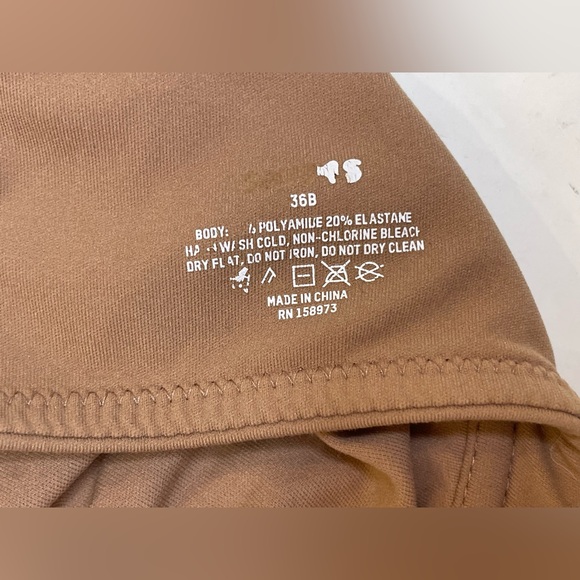 36B
BODY: POLYAMIDE 20% ELASTANE
WASH COLD, NON-CHLORINE BLEACH
DRY FLAT, DO NOT IRON, DO NOT DRY CLEAN
MADE IN CHINA
RN 158973